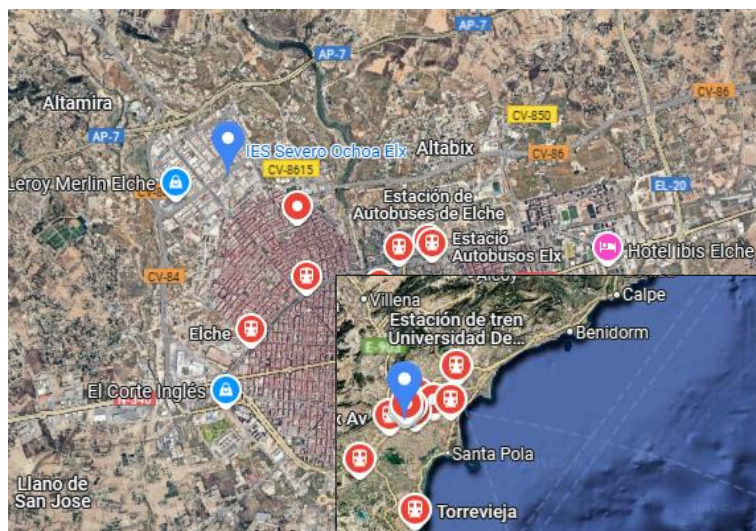 AP-7
AP-7
Altamira
CV-86
CV-850
AP-7
IES Severo Ochoa Elx
Altabix
CV-86
CV-8615
Leroy Merlin Elche
EL-20
Estación de
Autobuses de Elche
Estació
Autobusos Elx
Hotel ibis Elche
CV-84
Elche
El Corte Inglés
N-340
Llano de
San Jose
Villena
Calpe
Estación de tren
Universidad De...
Benidorm
Av
Santa Pola
Torrevieja